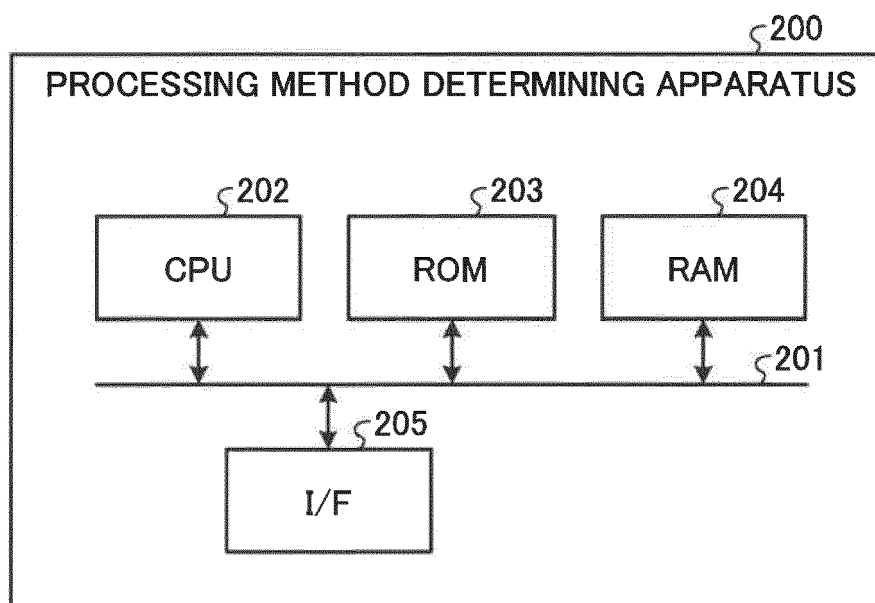 200
PROCESSING METHOD DETERMINING APPARATUS
202
203
204
CPU
ROM
RAM
201
205
I/F